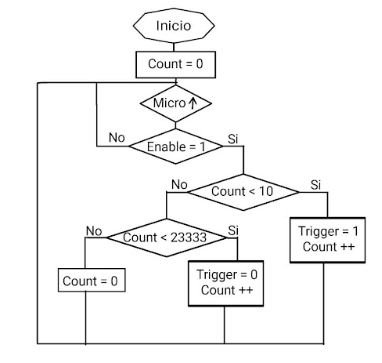 Inicio
Count = 0
Micro ↑
No
Enable = 1
Si
No
Count < 10
Si
No
Count < 23333
Si
Trigger = 1
Count ++
Count = 0
Trigger = 0
Count ++